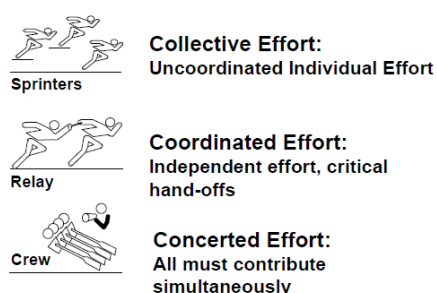 Collective Effort:
Uncoordinated Individual Effort
Sprinters
Coordinated Effort:
Independent effort, critical
hand-offs
Relay
Concerted Effort:
All must contribute
simultaneously
Crew